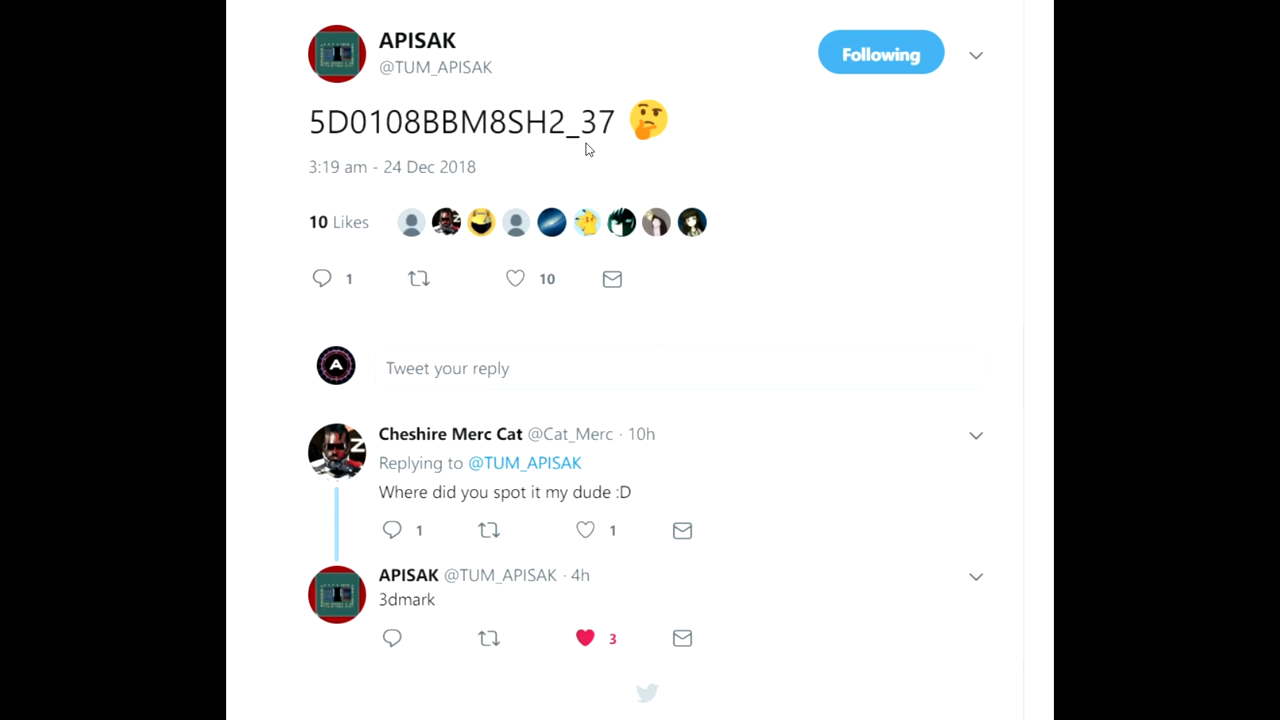 APISAK
@TUM_APISAK
Following
5D0108BBM8SH2_37 🤔
3:19 am - 24 Dec 2018
10 Likes
1 10
A
Tweet your reply
Cheshire Merc Cat @Cat_Merc · 10h
Replying to @TUM_APISAK
Where did you spot it my dude :D
1 1
APISAK @TUM_APISAK · 4h
3dmark
3